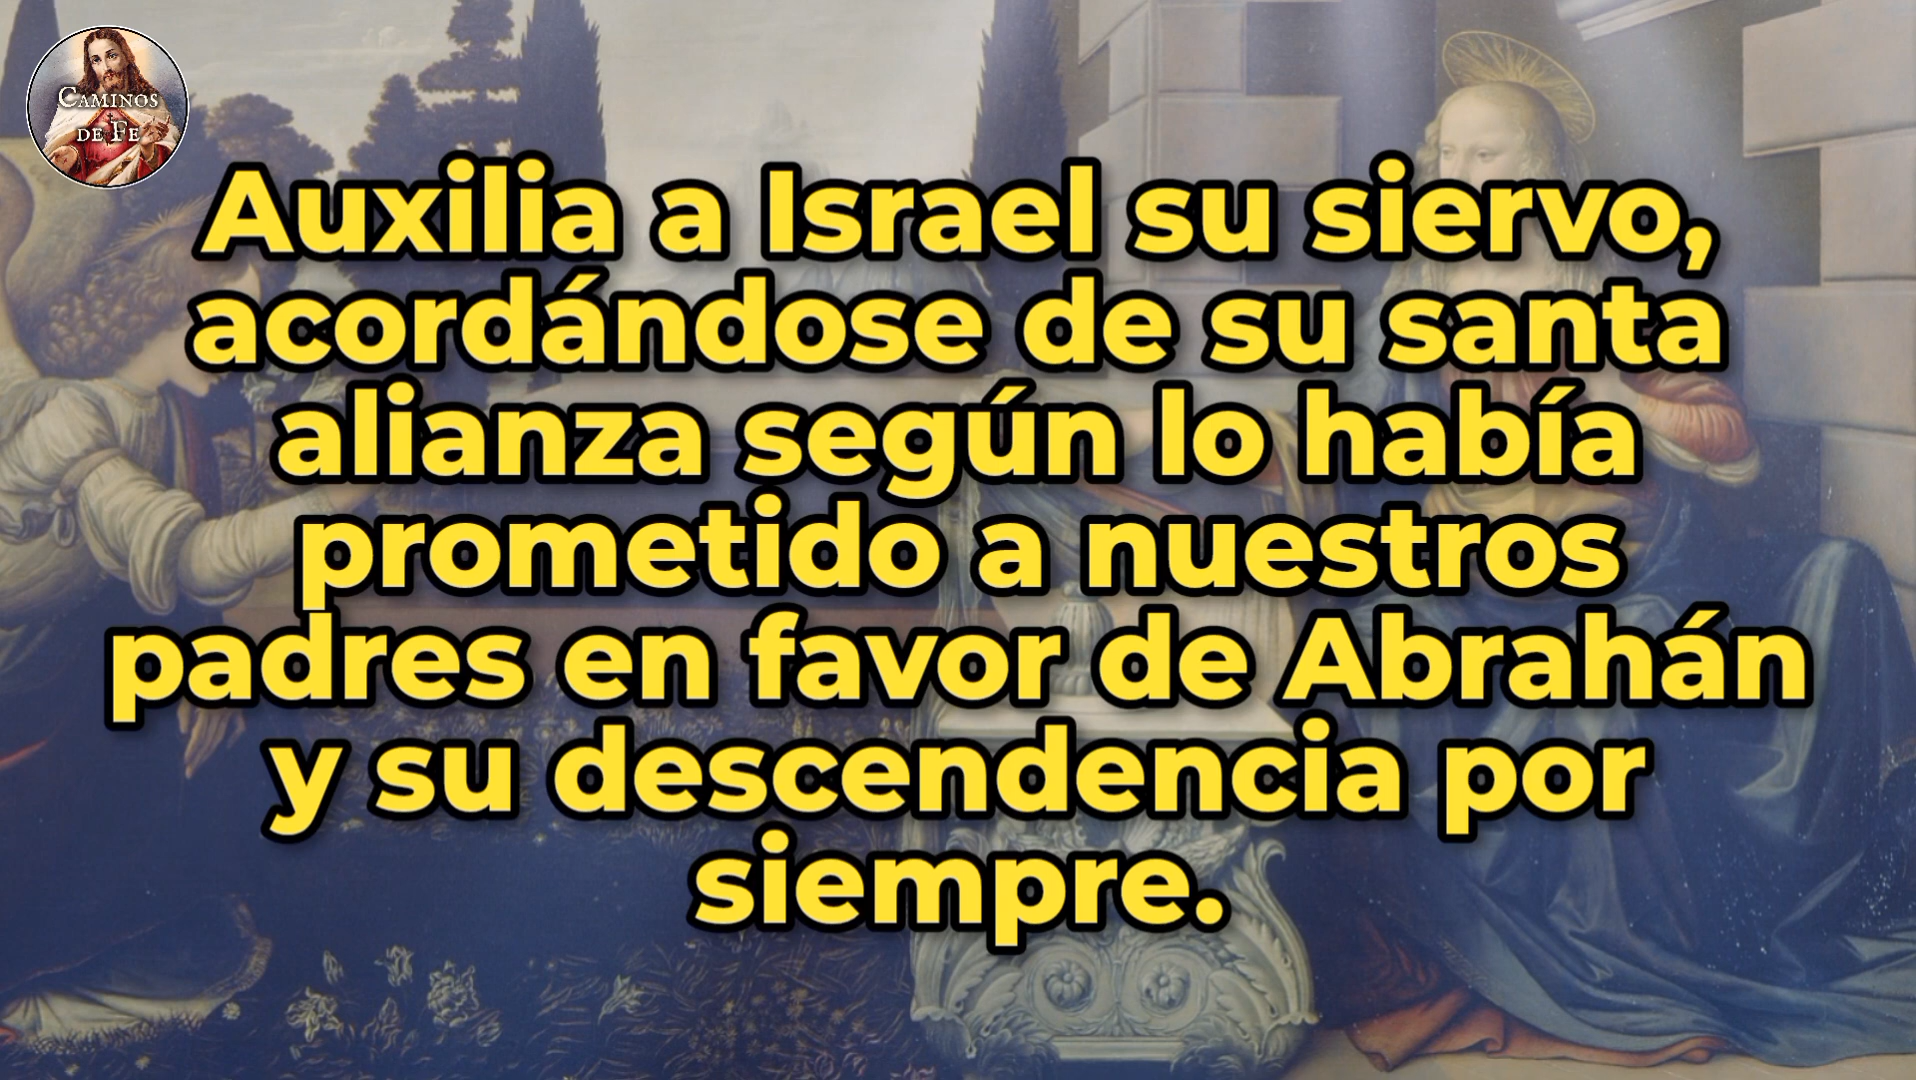 CAMINOS
DE FE
Auxilia a Israel su siervo,
acordándose de su santa
alianza según lo había
prometido a nuestros
padres en favor de Abrahán
y su descendencia por
siempre.